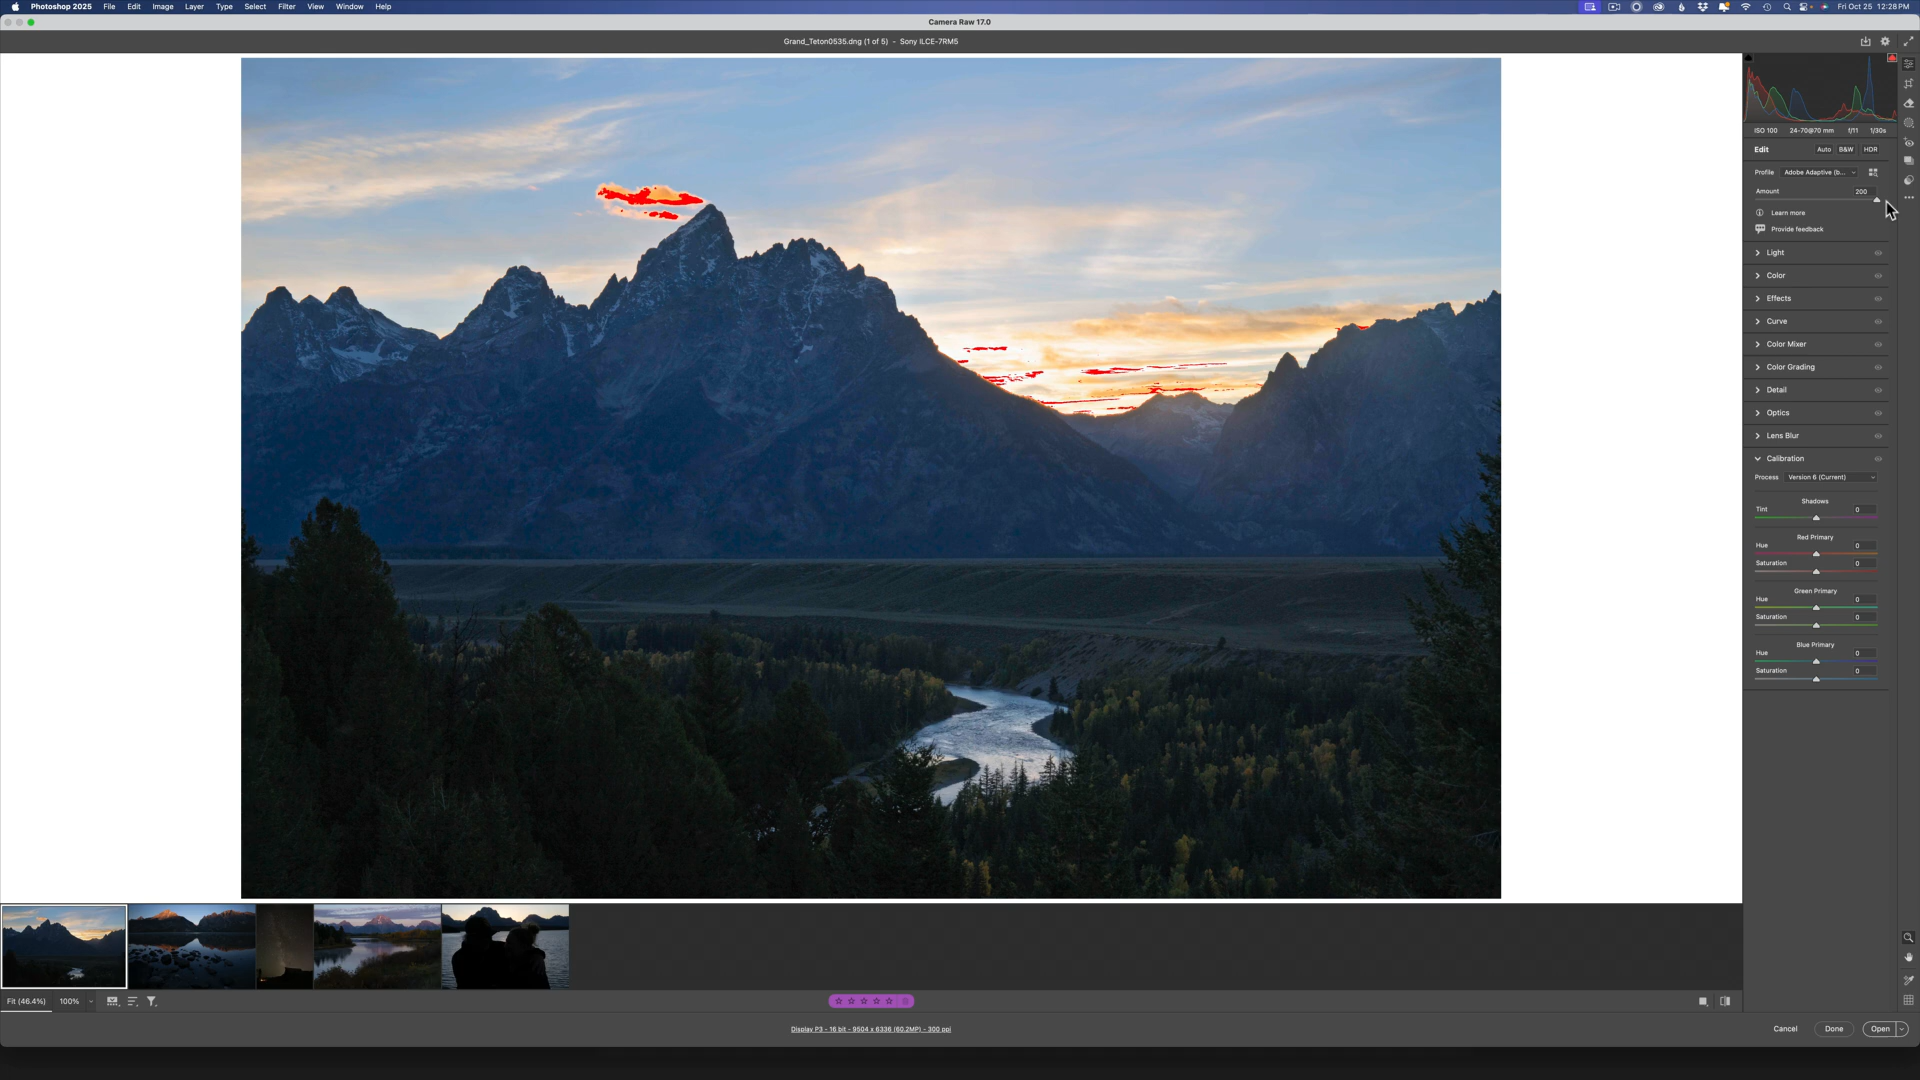 Photoshop 2025 File Edit Image Layer Type Select Filter View Window Help Fri Oct 25 12:28 PM
Camera Raw 17.0
Grand_Teton0535.dng (1 of 5) - Sony ILCE-7RM5
ISO 100 24-70@70 mm f/11 1/30s
Edit Auto B&W HDR
Profile Adobe Adaptive (b...
Amount 200
Learn more
Provide feedback
Light
Color
Effects
Curve
Color Mixer
Color Grading
Detail
Optics
Lens Blur
Calibration
Process Version 6 (Current)
Shadows
Tint 0
Red Primary
Hue 0
Saturation 0
Green Primary
Hue 0
Saturation 0
Blue Primary
Hue 0
Saturation 0
Fit (46.4%) 100%
Display P3 - 16 bit - 9504 x 6336 (60.2MP) - 300 ppi
Cancel Done Open